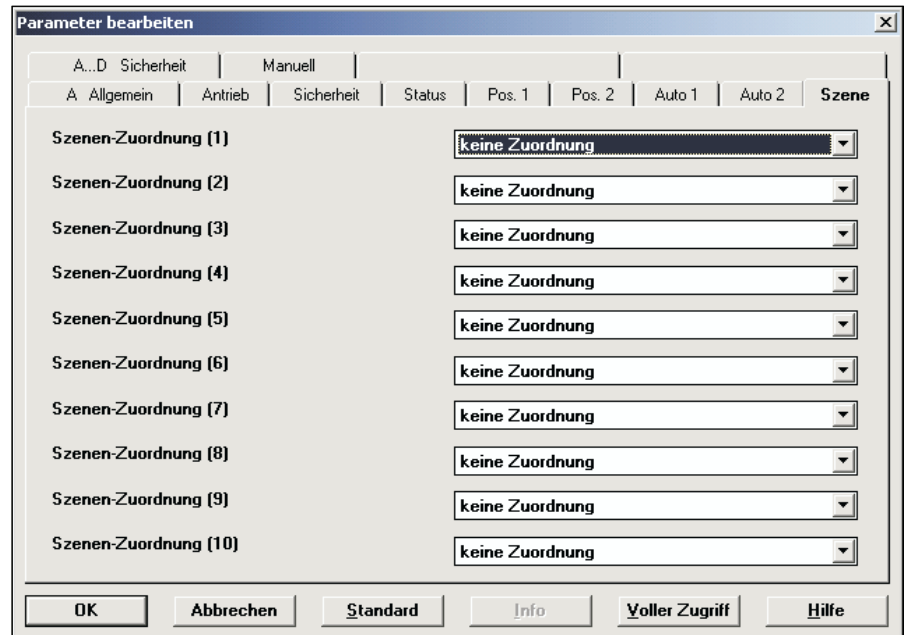 Parameter bearbeiten
A...D Sicherheit Manuell
A Allgemein Antrieb Sicherheit Status Pos. 1 Pos. 2 Auto 1 Auto 2 Szene
Szenen-Zuordnung (1) keine Zuordnung
Szenen-Zuordnung (2) keine Zuordnung
Szenen-Zuordnung (3) keine Zuordnung
Szenen-Zuordnung (4) keine Zuordnung
Szenen-Zuordnung (5) keine Zuordnung
Szenen-Zuordnung (6) keine Zuordnung
Szenen-Zuordnung (7) keine Zuordnung
Szenen-Zuordnung (8) keine Zuordnung
Szenen-Zuordnung (9) keine Zuordnung
Szenen-Zuordnung (10) keine Zuordnung
OK Abbrechen Standard Info Voller Zugriff Hilfe